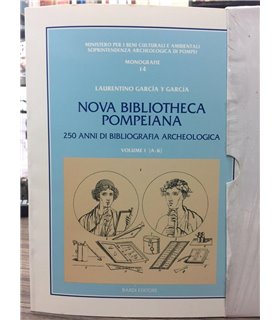 MINISTERO PER I BENI CULTURALI E AMBIENTALI
SOPRINTENDENZA ARCHEOLOGICA DI POMPEI
MONOGRAFIE
14
LAURENTINO GARCÍA Y GARCÍA
NOVA BIBLIOTHECA
POMPEIANA
250 ANNI DI BIBLIOGRAFIA ARCHEOLOGICA
VOLUME I (A-K)
BARDI EDITORE